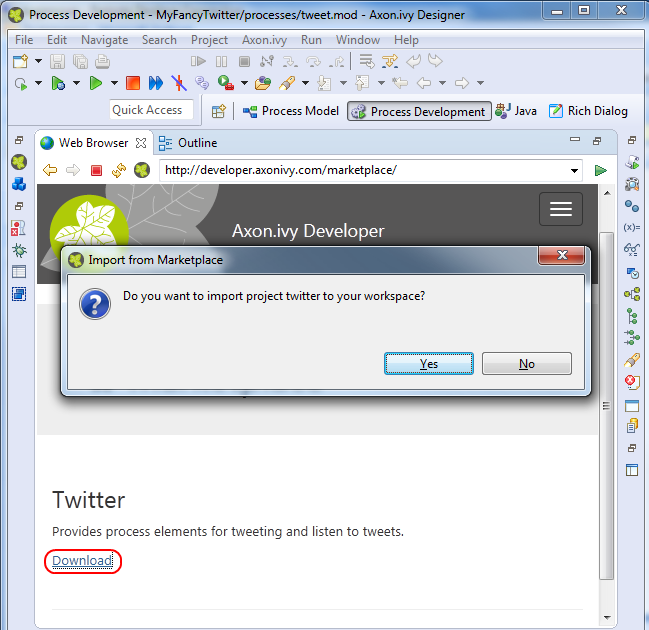 Process Development - MyFancyTwitter/processes/tweet.mod - Axon.ivy Designer
File Edit Navigate Search Project Axon.ivy Run Window Help
Quick Access Process Model Process Development Java Rich Dialog
Web Browser Outline
http://developer.axonivy.com/marketplace/
Axon.ivy Developer
Import from Marketplace
Do you want to import project twitter to your workspace?
Yes No
Twitter
Provides process elements for tweeting and listen to tweets.
Download